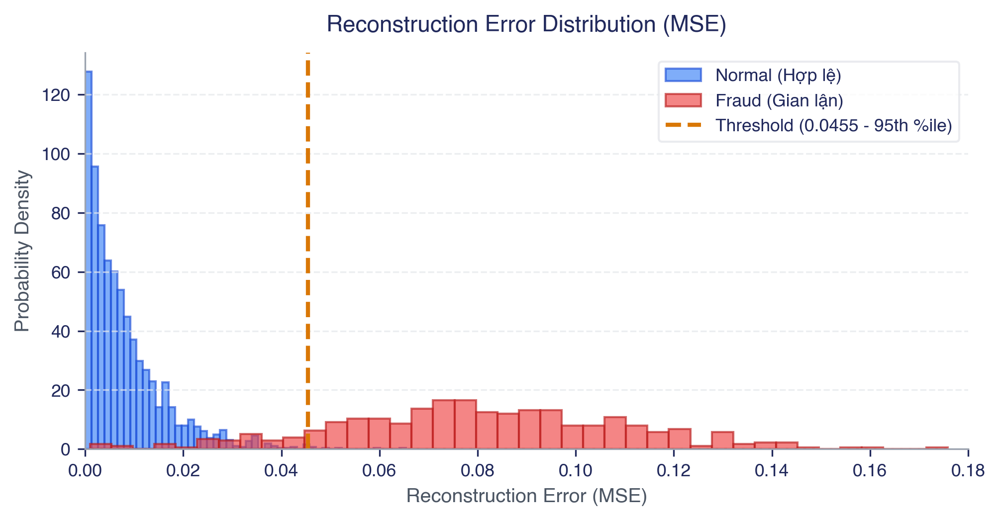 Reconstruction Error Distribution (MSE)
Normal (Hợp lệ)
Fraud (Gian lận)
Threshold (0.0455 - 95th %ile)
Probability Density
120
100
80
60
40
20
0
0.00 0.02 0.04 0.06 0.08 0.10 0.12 0.14 0.16 0.18
Reconstruction Error (MSE)